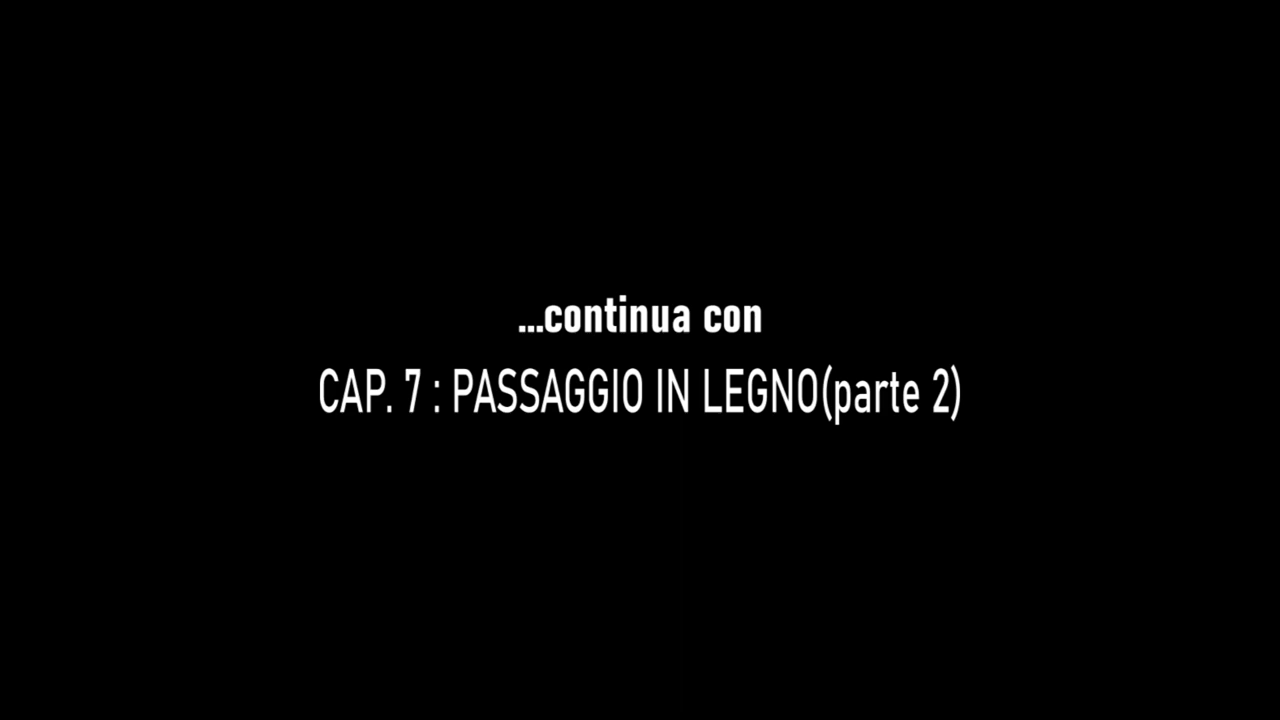 ...continua con
CAP. 7 : PASSAGGIO IN LEGNO(parte 2)